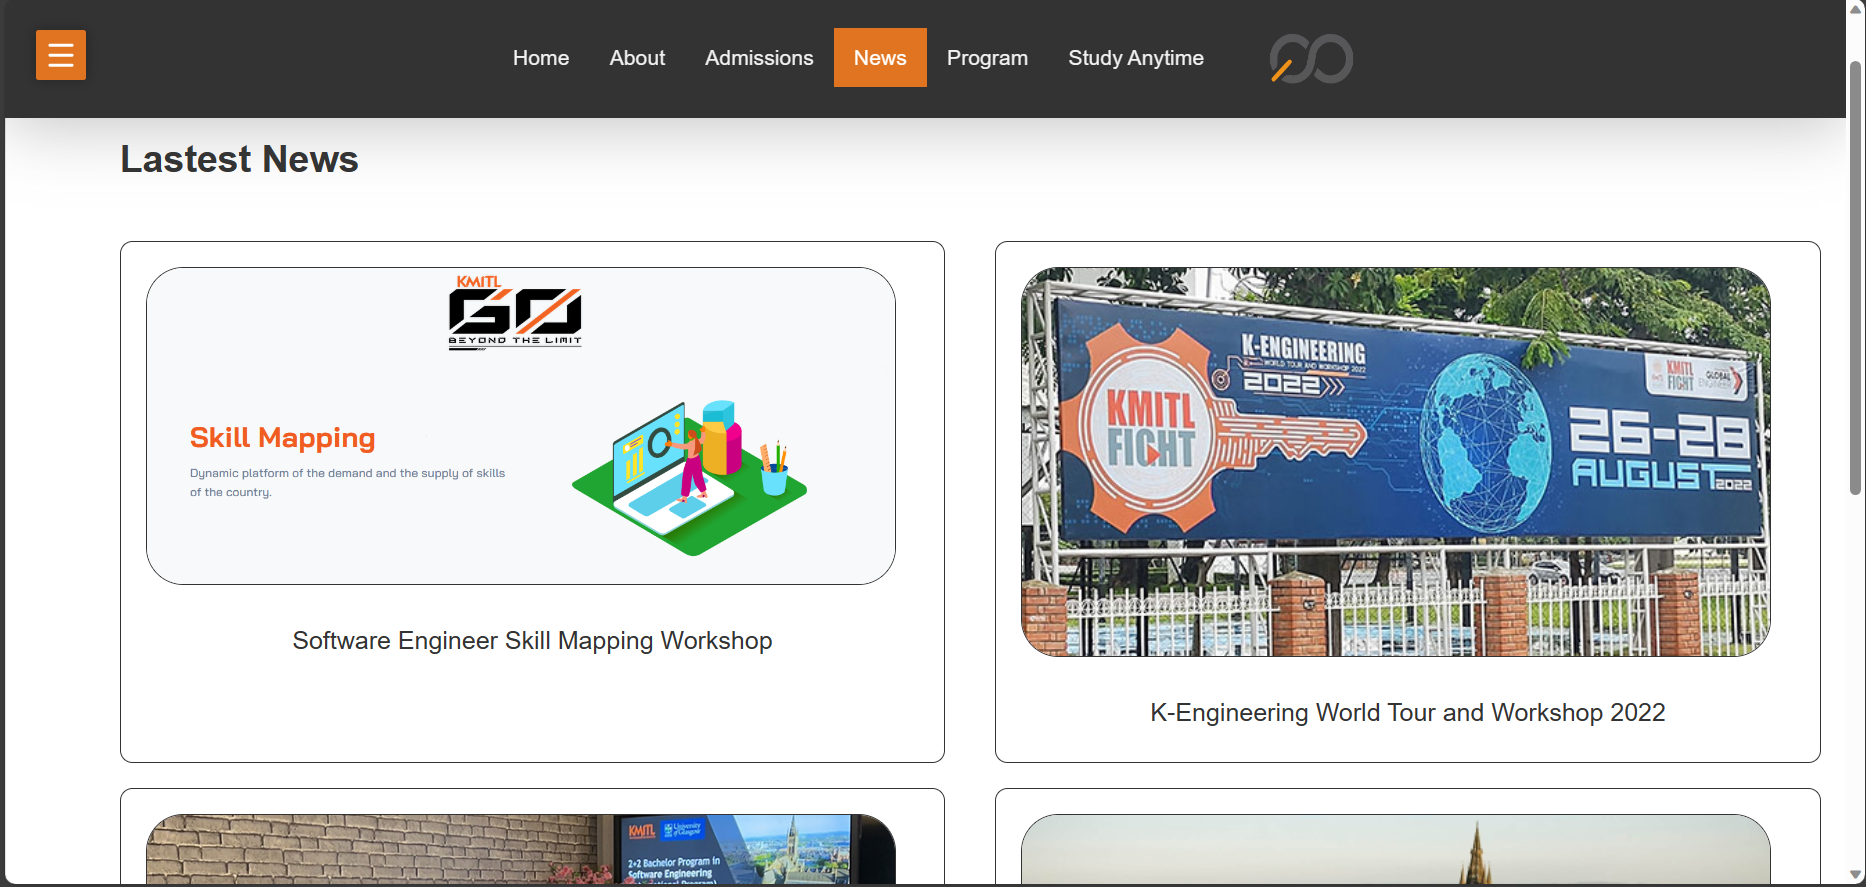 Home About Admissions News Program Study Anytime
Lastest News
KMITL
GO
BEYOND THE LIMIT
Skill Mapping
Dynamic platform of the demand and the supply of skills
of the country.
Software Engineer Skill Mapping Workshop
K-ENGINEERING
WORLD TOUR AND WORKSHOP 2022
2022
KMITL
FIGHT
KMITL
FIGHT
GLOBAL
ENGINEER
26-28
AUGUST 2022
K-Engineering World Tour and Workshop 2022
KMITL
University
of Glasgow
2+2 Bachelor Program in
Software Engineering